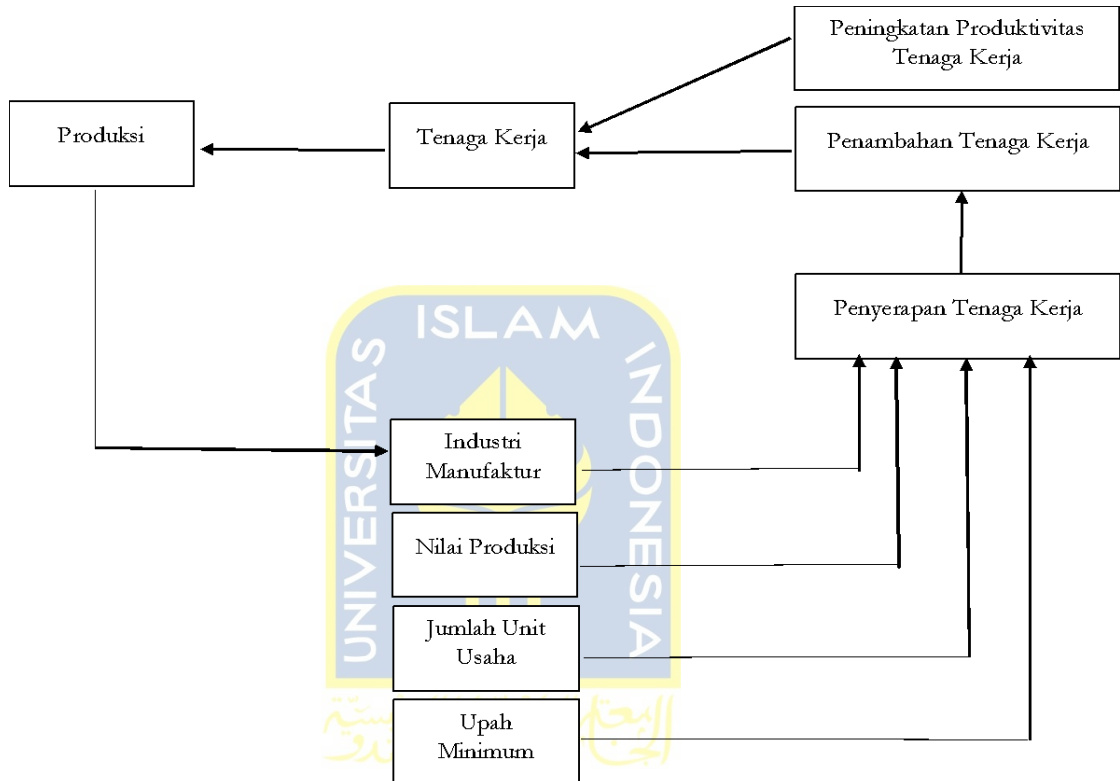 Peningkatan Produktivitas
Tenaga Kerja
Produksi
Tenaga Kerja
Penambahan Tenaga Kerja
Penyerapan Tenaga Kerja
UNIVERSITAS
ISLAM
INDONESIA
Industri
Manufaktur
Nilai Produksi
Jumlah Unit
Usaha
Upah
Minimum